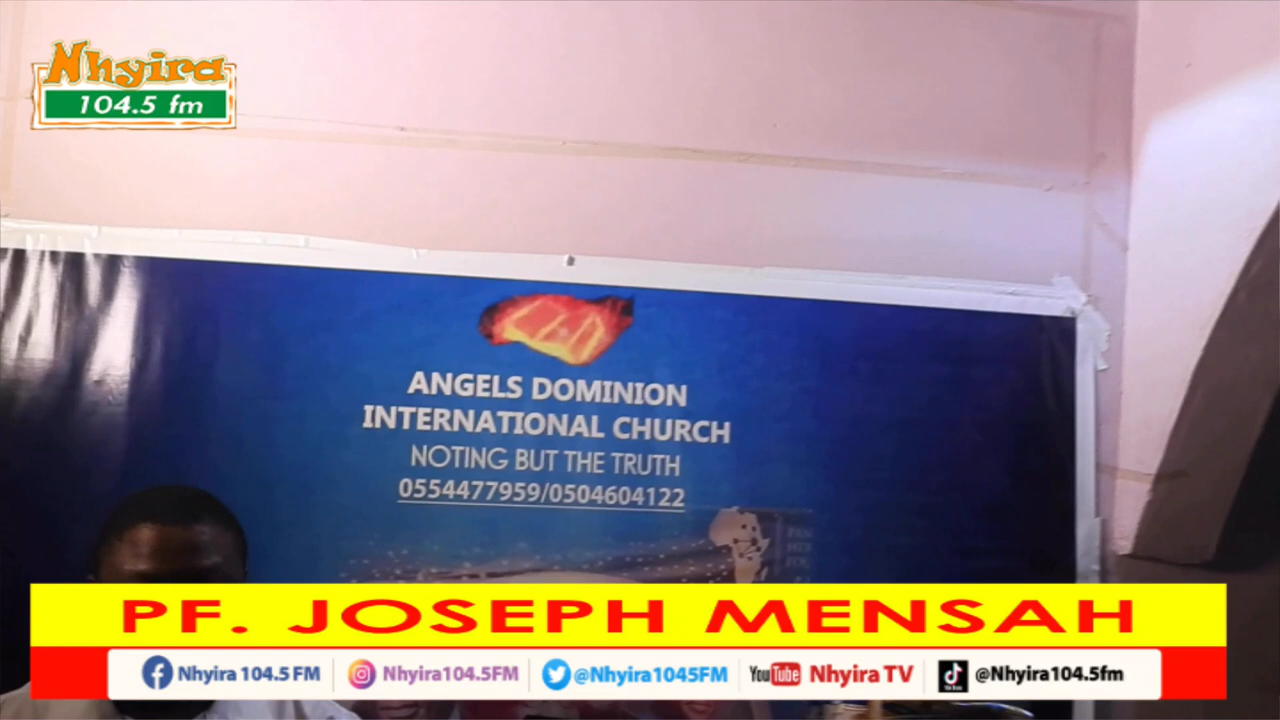 Nhyira
104.5 fm
ANGELS DOMINION
INTERNATIONAL CHURCH
NOTING BUT THE TRUTH
0554477959/0504604122
PF. JOSEPH MENSAH
Nhyira 104.5 FM
Nhyira104.5FM
@Nhyira1045FM
YouTube Nhyira TV
@Nhyira104.5fm